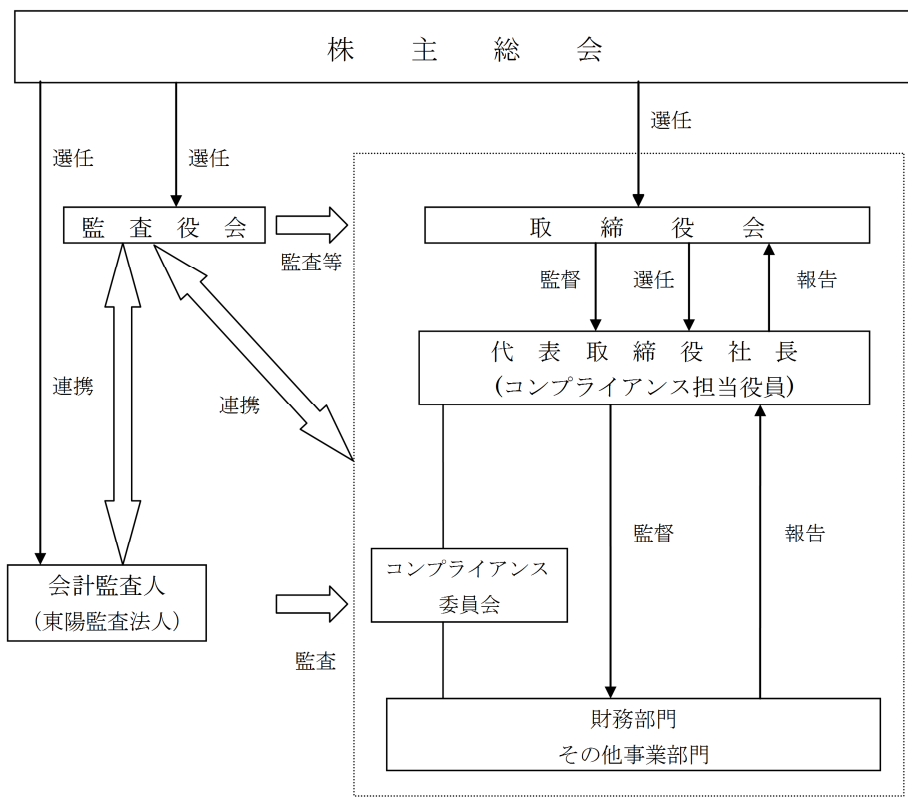 株主総会
選任
選任
選任
監査役会
監査等
取締役会
監督
選任
報告
代表取締役社長
(コンプライアンス担当役員)
連携
連携
監督
報告
コンプライアンス
委員会
会計監査人
（東陽監査法人）
監査
財務部門
その他事業部門